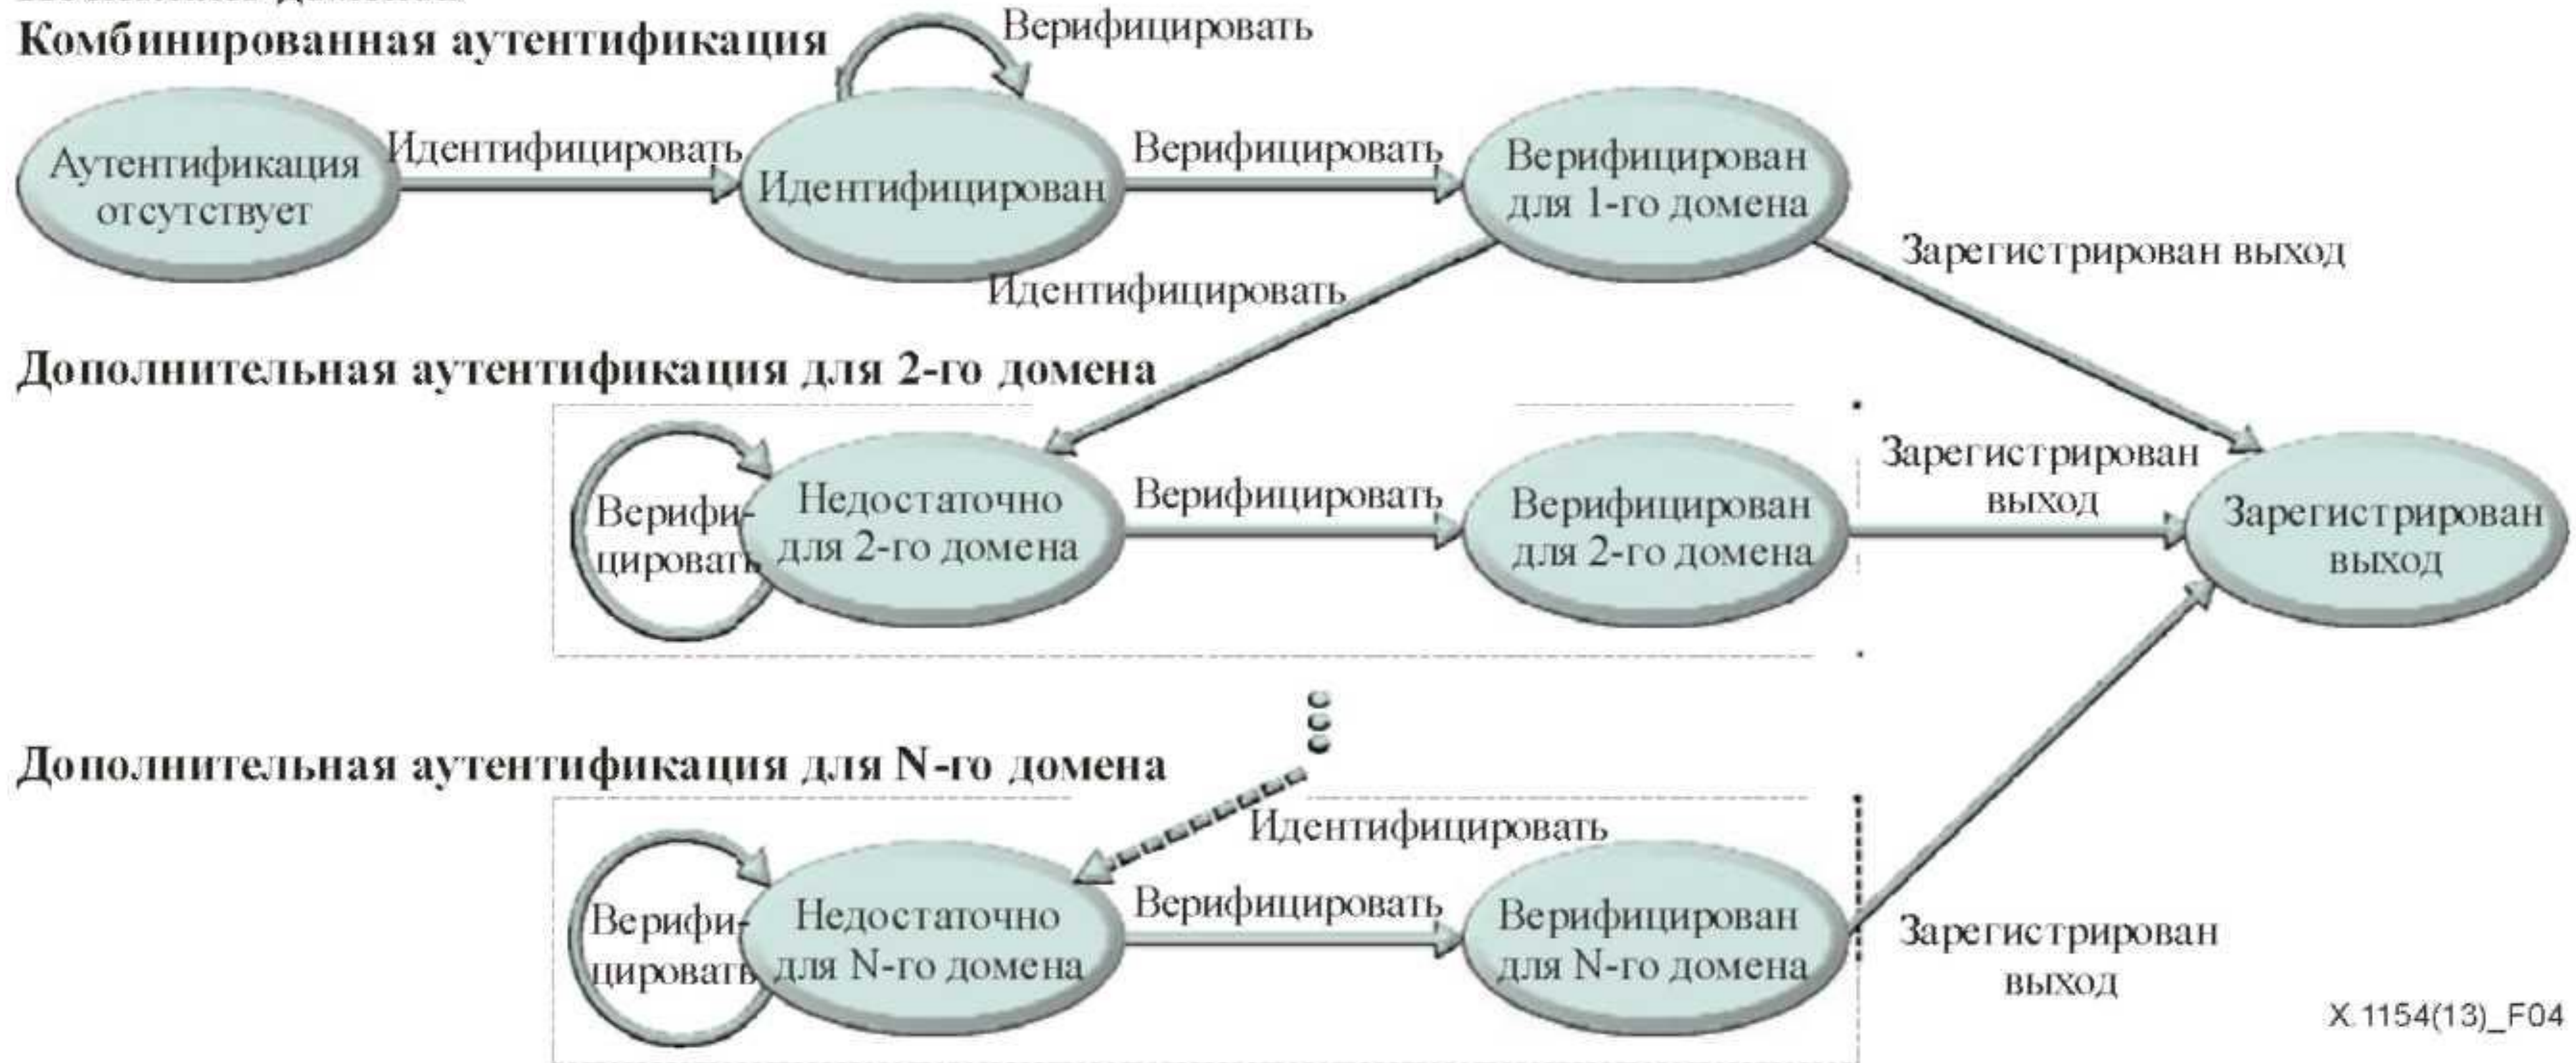 Комбинированная аутентификация
Верифицировать
Аутентификация
отсутствует
Идентифицировать
Идентифицирован
Верифицировать
Верифицирован
для 1-го домена
Зарегистрирован выход
Идентифицировать
Дополнительная аутентификация для 2-го домена
Верифи-
цировать
Недостаточно
для 2-го домена
Верифицировать
Верифицирован
для 2-го домена
Зарегистрирован
выход
Зарегистрирован
выход
Дополнительная аутентификация для N-го домена
Идентифицировать
Верифи-
цировать
Недостаточно
для N-го домена
Верифицировать
Верифицирован
для N-го домена
Зарегистрирован
выход
X.1154(13)_F04